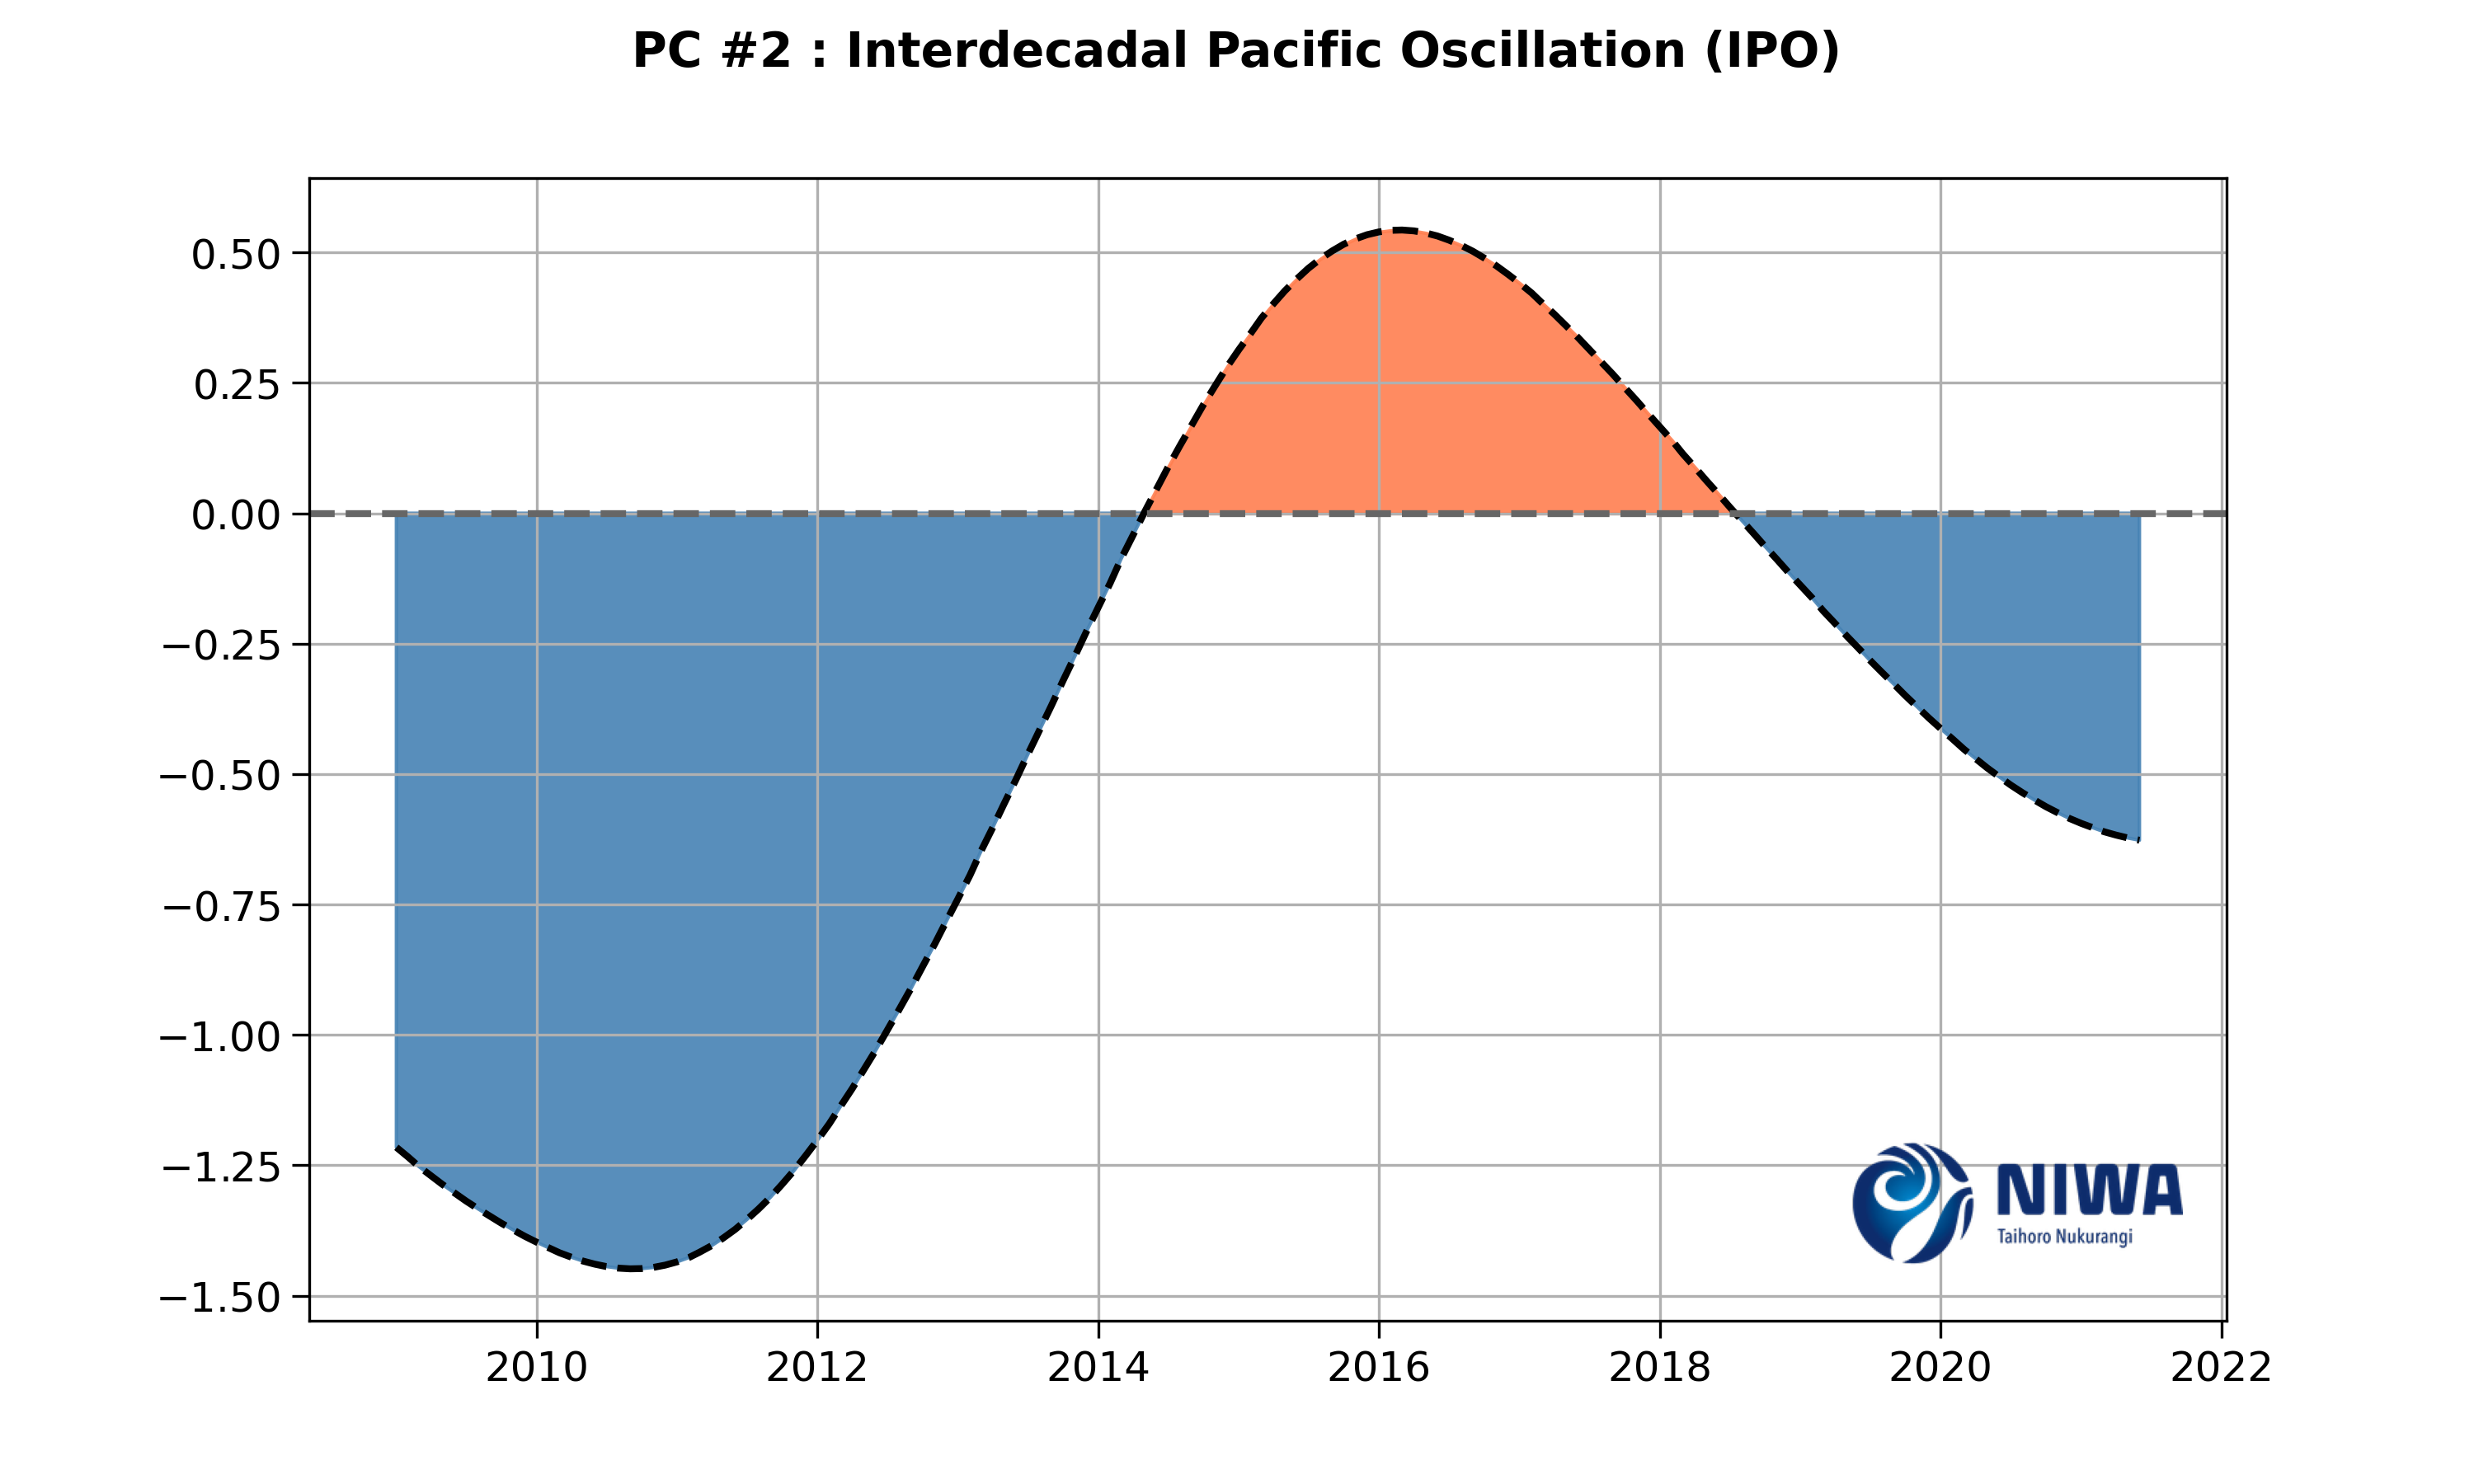 PC #2 : Interdecadal Pacific Oscillation (IPO)
0.50
0.25
0.00
−0.25
−0.50
−0.75
−1.00
−1.25
−1.50
NIWA
Taihoro Nukurangi
2010 2012 2014 2016 2018 2020 2022